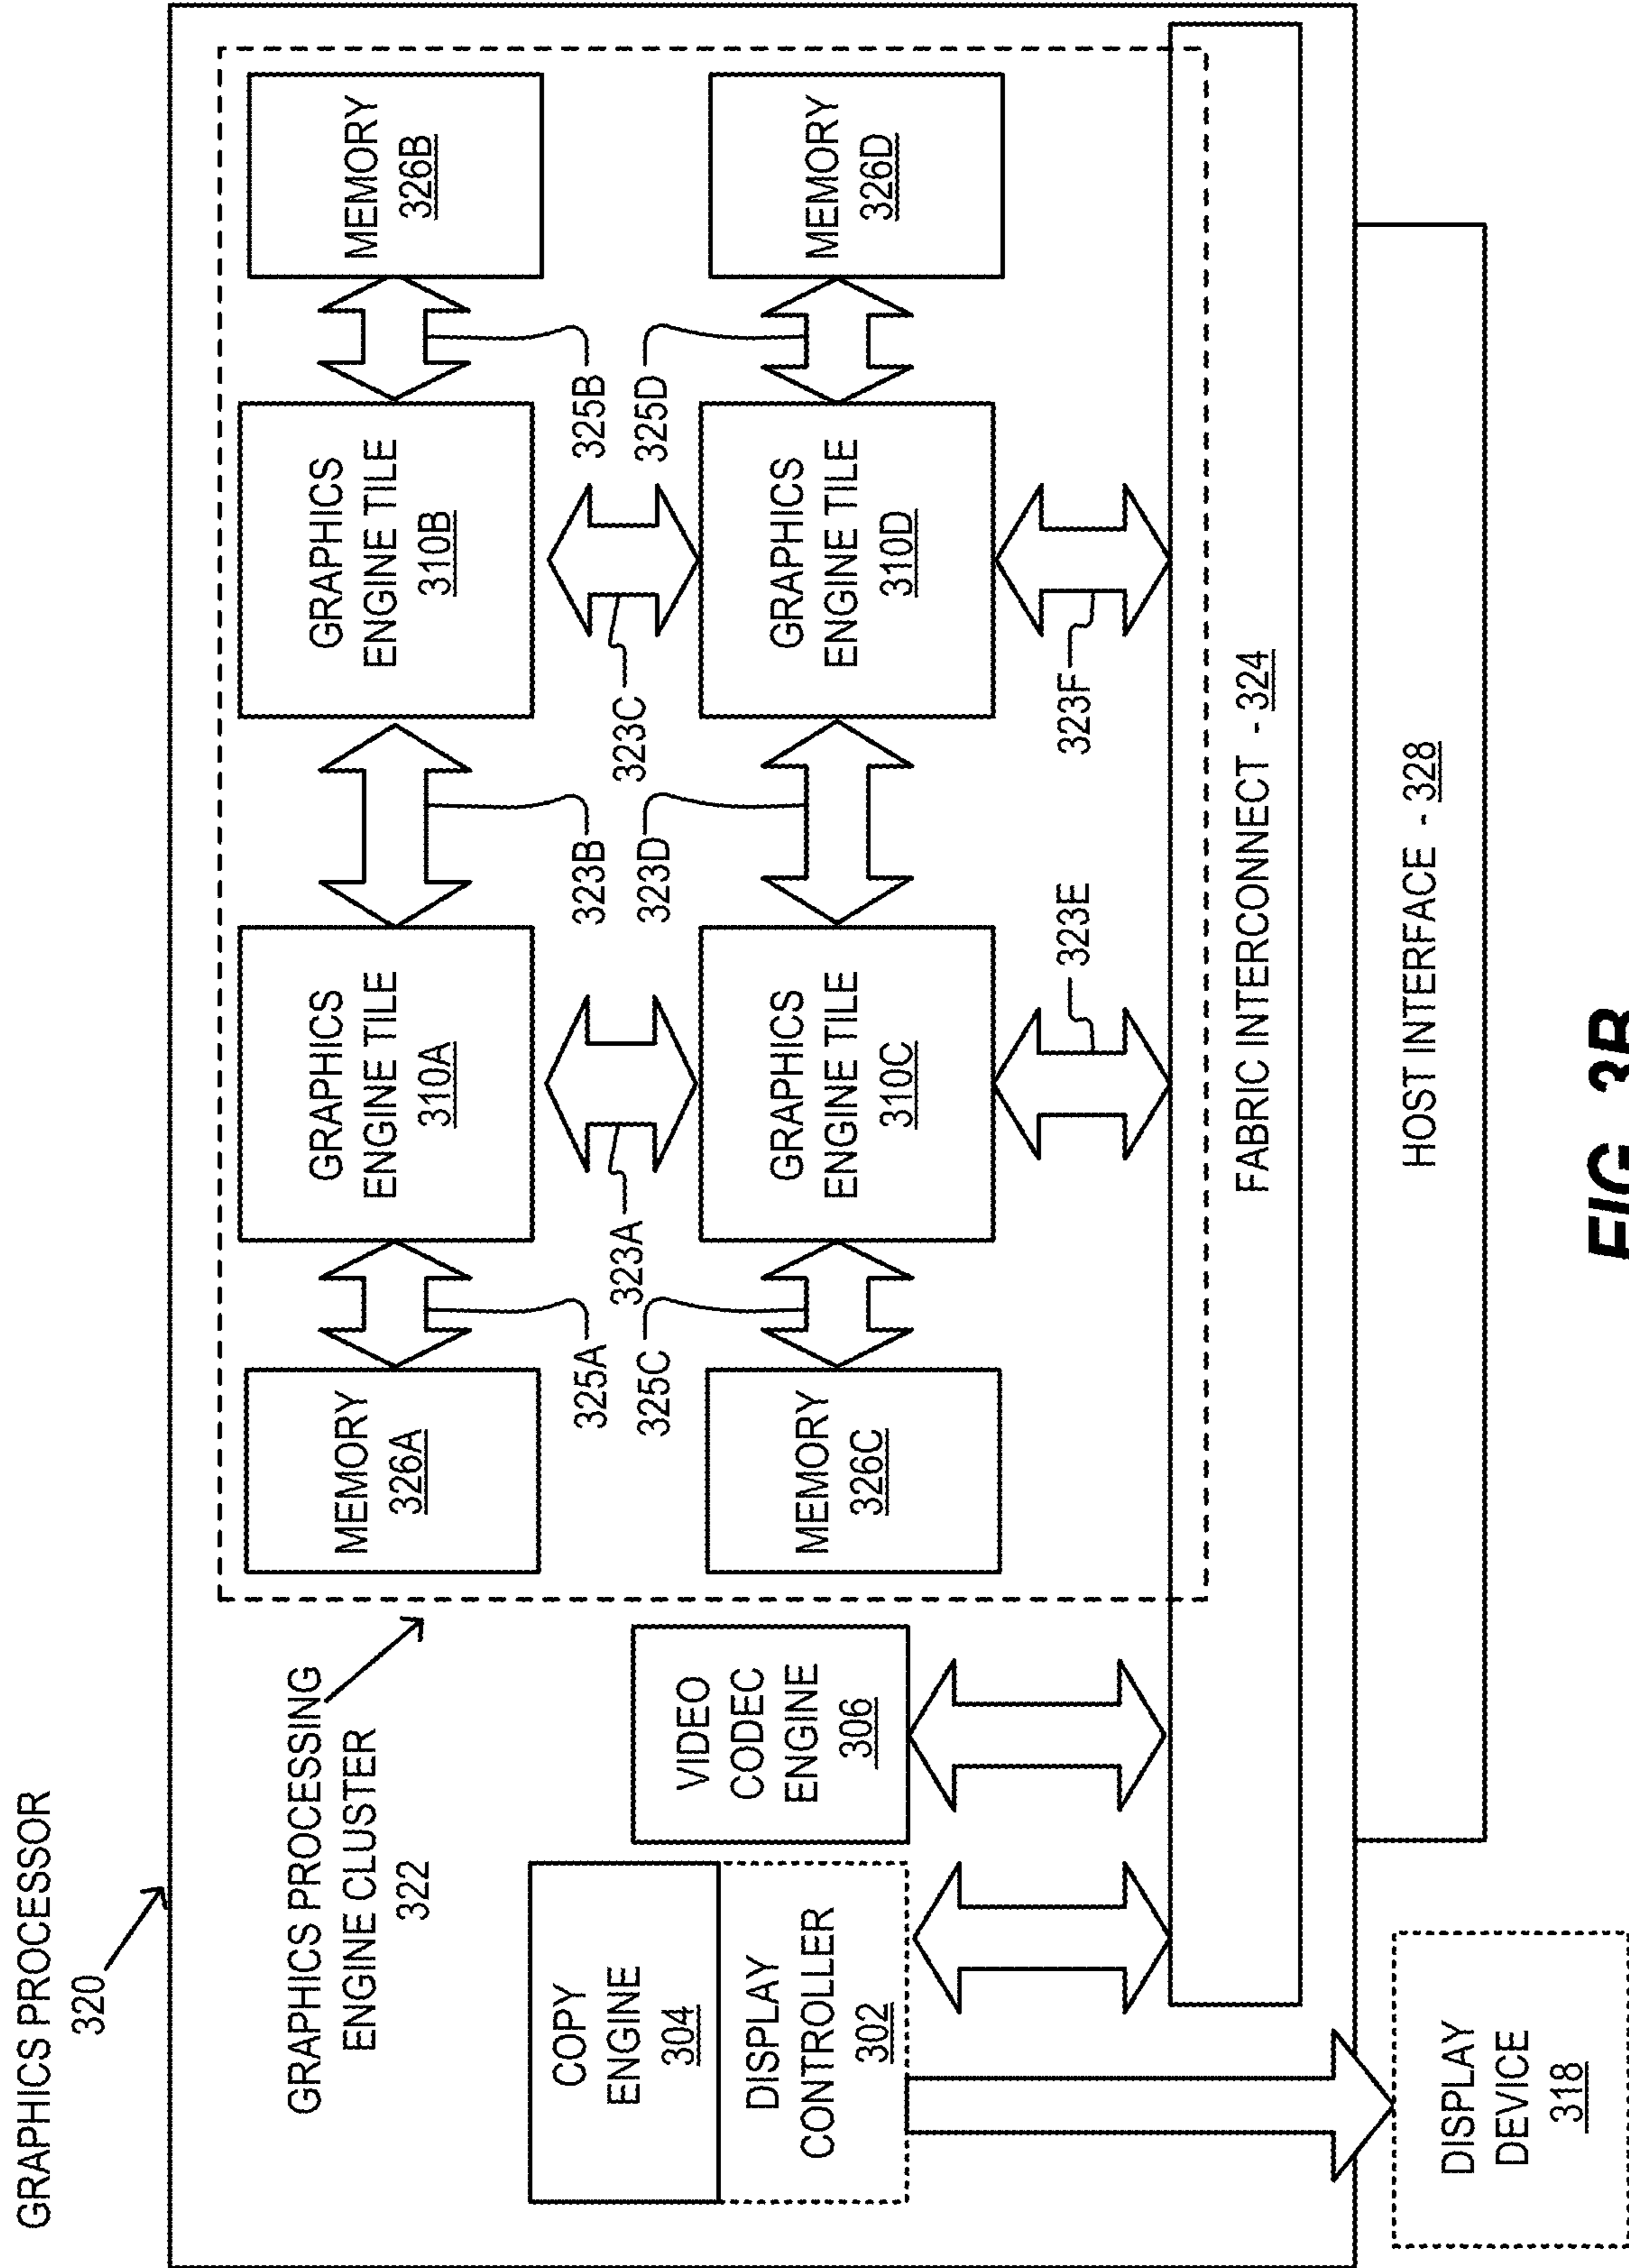 GRAPHICS PROCESSOR
320
GRAPHICS PROCESSING
ENGINE CLUSTER
322
MEMORY
326A
GRAPHICS
ENGINE TILE
310A
GRAPHICS
ENGINE TILE
310B
MEMORY
326B
325A
323B
325B
325C
323A
323D
323C
325D
COPY
ENGINE
304
DISPLAY
CONTROLLER
302
VIDEO
CODEC
ENGINE
306
MEMORY
326C
GRAPHICS
ENGINE TILE
310C
GRAPHICS
ENGINE TILE
310D
MEMORY
326D
323E
323F
FABRIC INTERCONNECT - 324
HOST INTERFACE - 328
DISPLAY
DEVICE
318
FIG. 3B